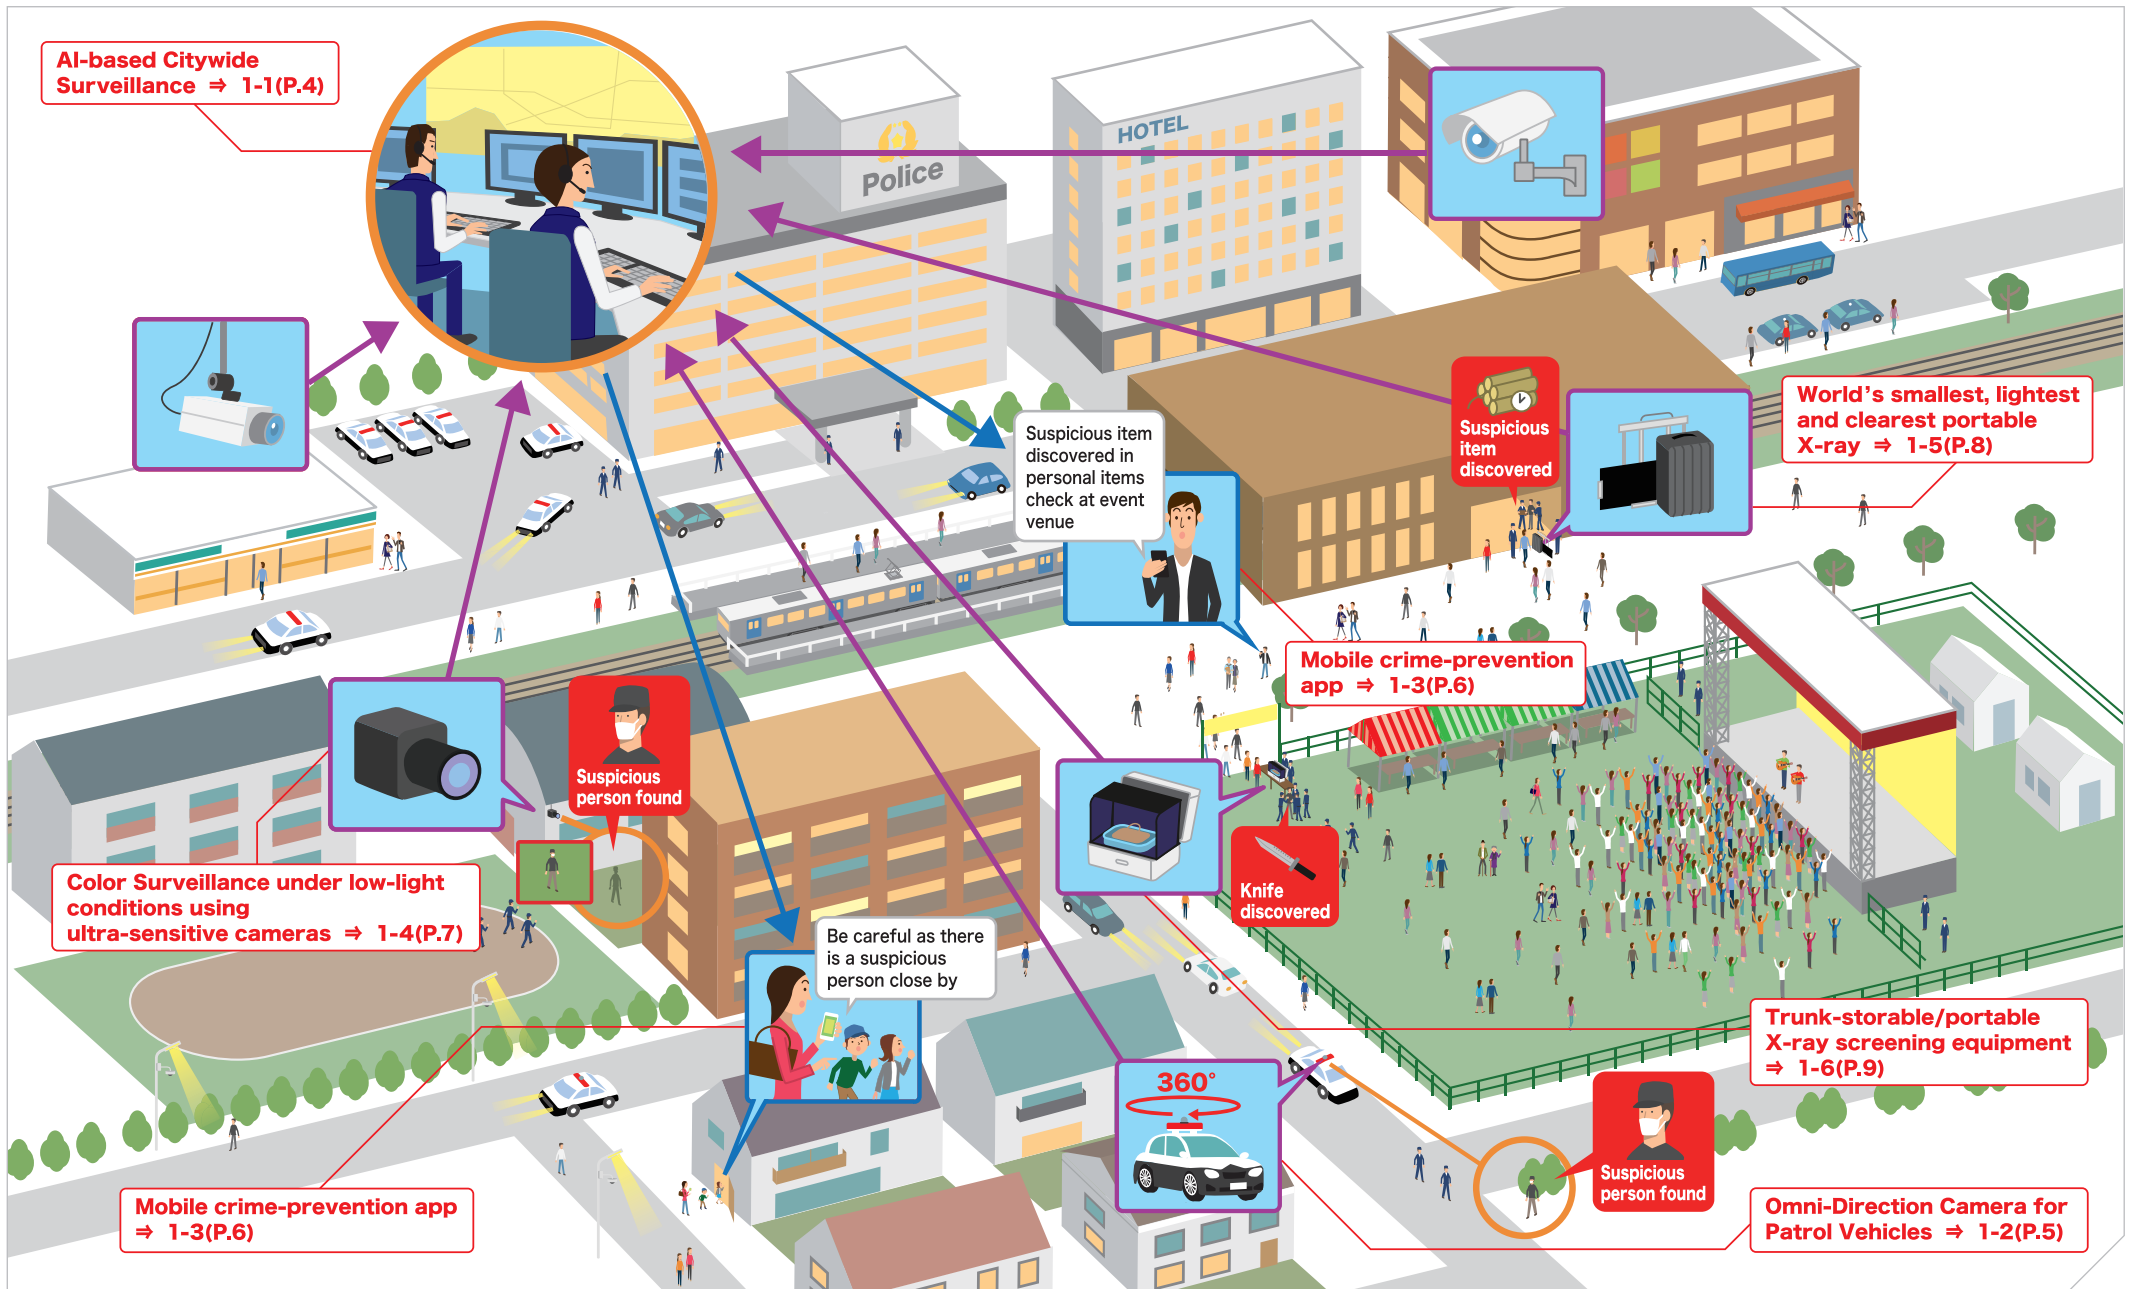 AI-based Citywide
Surveillance ⇒ 1-1(P.4)
Police
HOTEL
Suspicious item
discovered in
personal items
check at event
venue
Suspicious
item
discovered
World's smallest, lightest
and clearest portable
X-ray ⇒ 1-5(P.8)
Mobile crime-prevention
app ⇒ 1-3(P.6)
Suspicious
person found
Color Surveillance under low-light
conditions using
ultra-sensitive cameras ⇒ 1-4(P.7)
Knife
discovered
Be careful as there
is a suspicious
person close by
Trunk-storable/portable
X-ray screening equipment
⇒ 1-6(P.9)
360°
Suspicious
person found
Mobile crime-prevention app
⇒ 1-3(P.6)
Omni-Direction Camera for
Patrol Vehicles ⇒ 1-2(P.5)